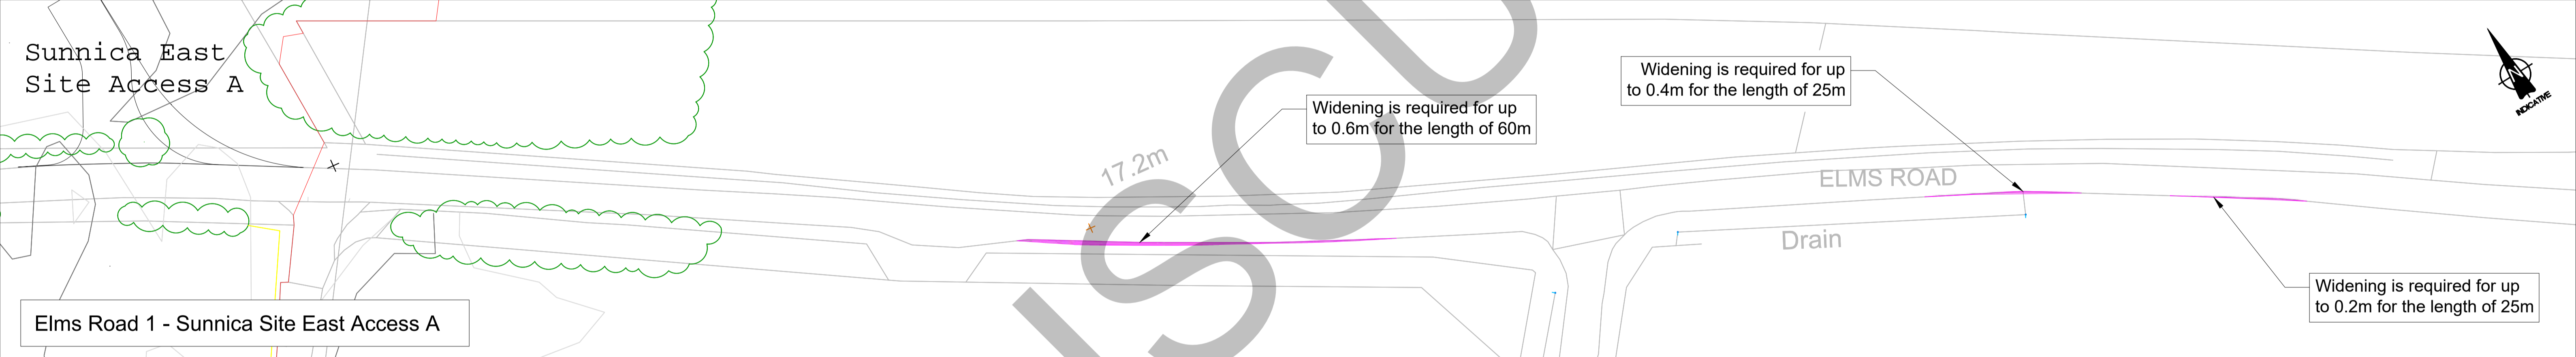 Sunnica East
Site Access A
Widening is required for up
to 0.4m for the length of 25m
INDICATIVE
Widening is required for up
to 0.6m for the length of 60m
17.2m
ELMS ROAD
Drain
Widening is required for up
to 0.2m for the length of 25m
Elms Road 1 - Sunnica Site East Access A
N